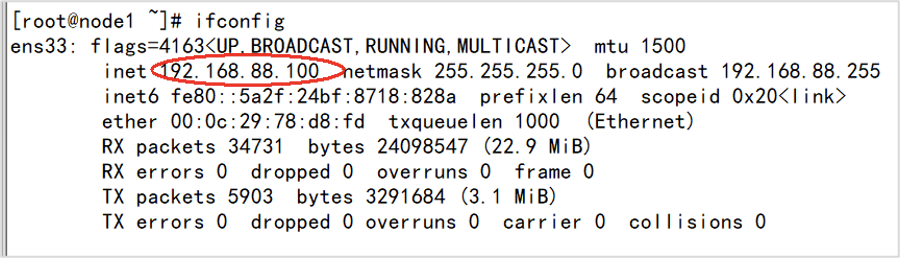 [root@node1 ~]# ifconfig
ens33: flags=4163<UP,BROADCAST,RUNNING,MULTICAST>  mtu 1500
        inet 192.168.88.100  netmask 255.255.255.0  broadcast 192.168.88.255
        inet6 fe80::5a2f:24bf:8718:828a  prefixlen 64  scopeid 0x20<link>
        ether 00:0c:29:78:d8:fd  txqueuelen 1000  (Ethernet)
        RX packets 34731  bytes 24098547 (22.9 MiB)
        RX errors 0  dropped 0  overruns 0  frame 0
        TX packets 5903  bytes 3291684 (3.1 MiB)
        TX errors 0  dropped 0 overruns 0  carrier 0  collisions 0